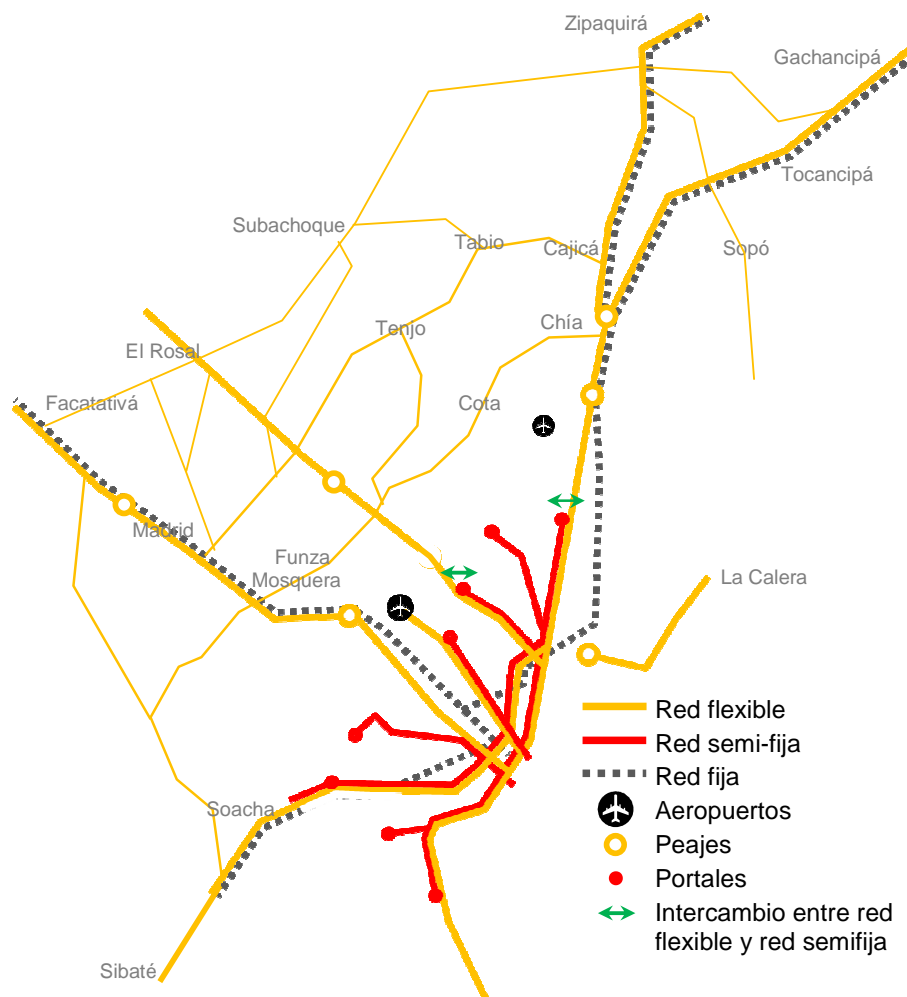 Zipaquirá
Gachancipá
Tocancipá
Subachoque
Tabio
Cajicá
Sopó
Chía
Tenjo
El Rosal
Facatativá
Cota
Madrid
Funza
Mosquera
La Calera
Soacha
Sibaté
Red flexible
Red semi-fija
Red fija
Aeropuertos
Peajes
Portales
Intercambio entre red
flexible y red semifija